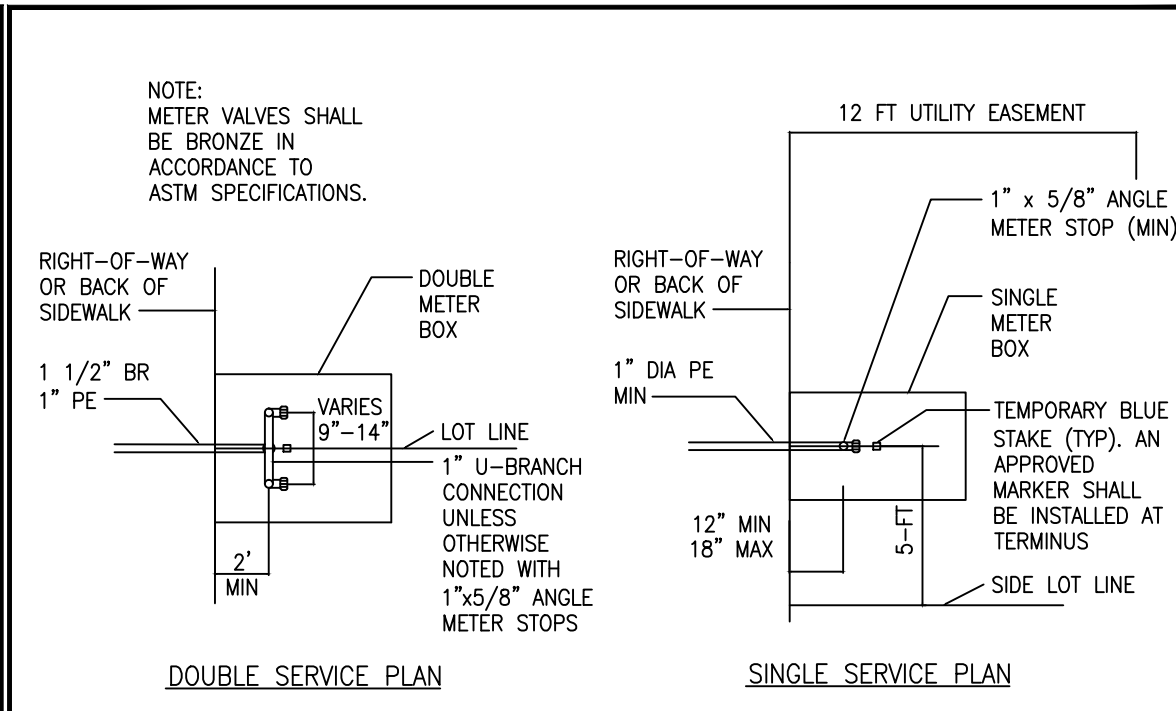 NOTE:
METER VALVES SHALL
BE BRONZE IN
ACCORDANCE TO
ASTM SPECIFICATIONS.
RIGHT-OF-WAY
OR BACK OF
SIDEWALK
DOUBLE
METER
BOX
1 1/2" BR
1" PE
VARIES
9"-14"
LOT LINE
1" U-BRANCH
CONNECTION
UNLESS
OTHERWISE
NOTED WITH
1"x5/8" ANGLE
METER STOPS
2'
MIN
DOUBLE SERVICE PLAN
12 FT UTILITY EASEMENT
1" x 5/8" ANGLE
METER STOP (MIN)
RIGHT-OF-WAY
OR BACK OF
SIDEWALK
SINGLE
METER
BOX
1" DIA PE
MIN
TEMPORARY BLUE
STAKE (TYP). AN
APPROVED
MARKER SHALL
BE INSTALLED AT
TERMINUS
12" MIN
18" MAX
5-FT
SIDE LOT LINE
SINGLE SERVICE PLAN